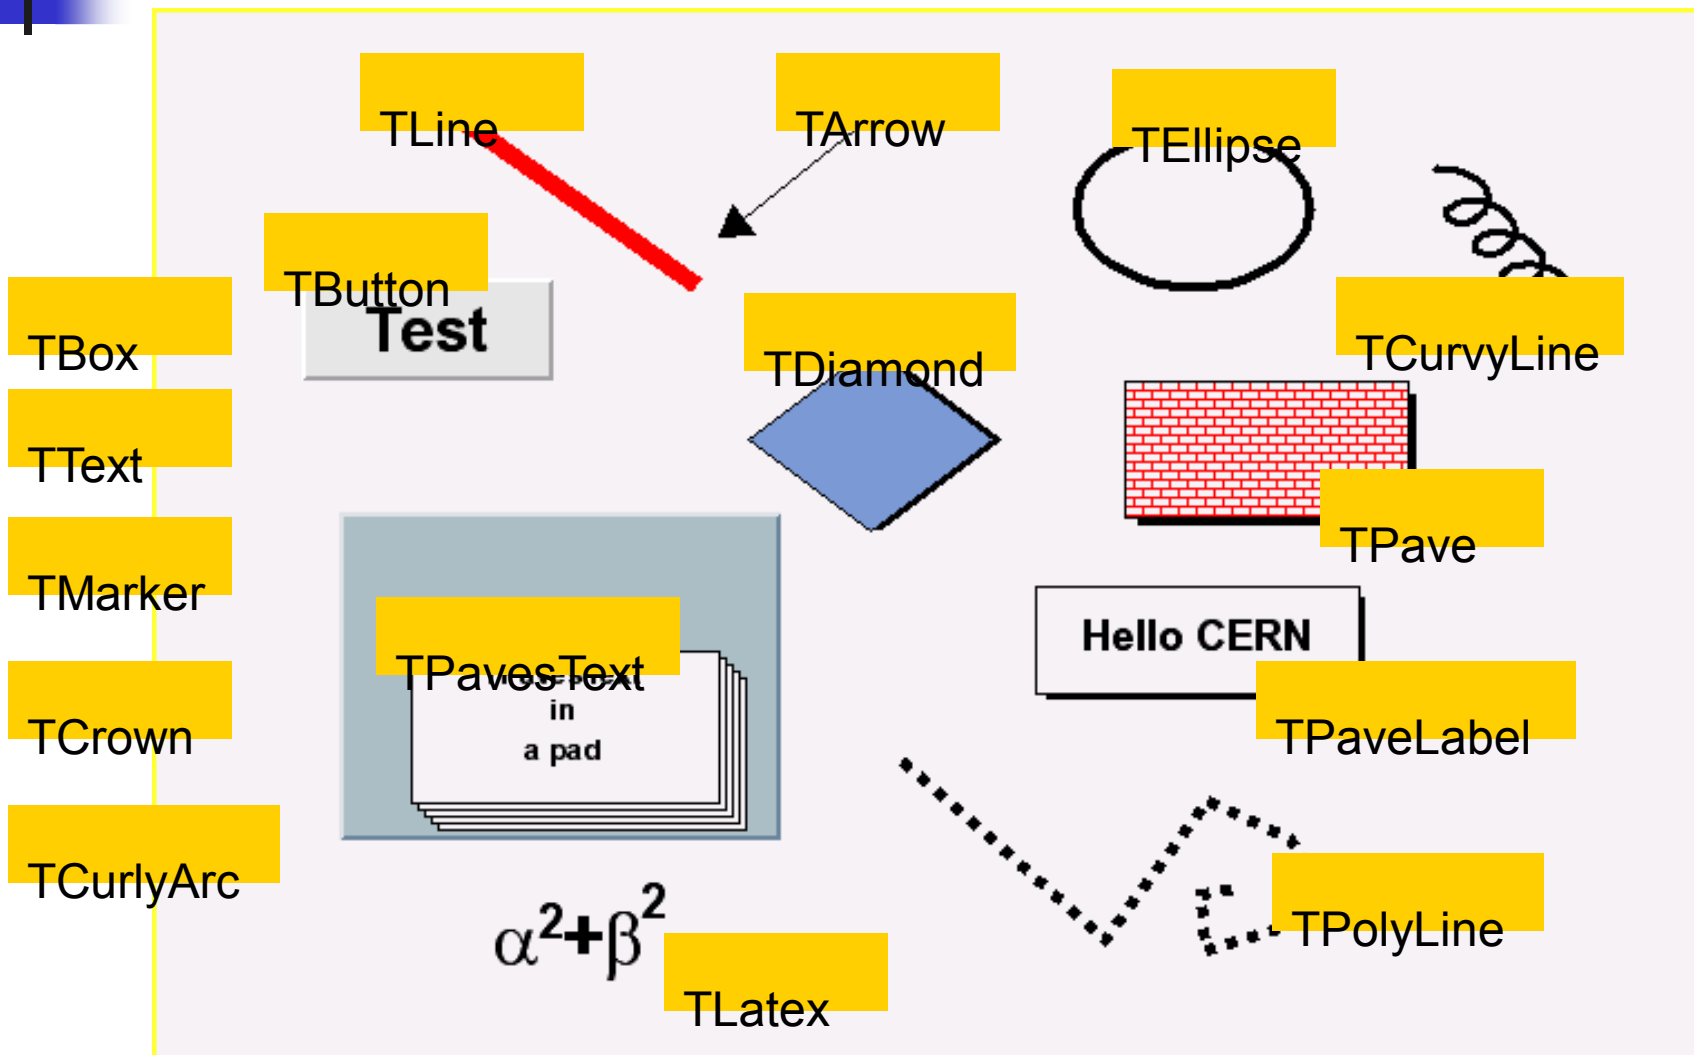 TLine
TArrow
TEllipse
TButton
Test
TBox
TDiamond
TCurvyLine
TText
TPave
TMarker
Hello CERN
TPavesText
in
a pad
TCrown
TPaveLabel
TCurlyArc
TPolyLine
α²+β²
TLatex